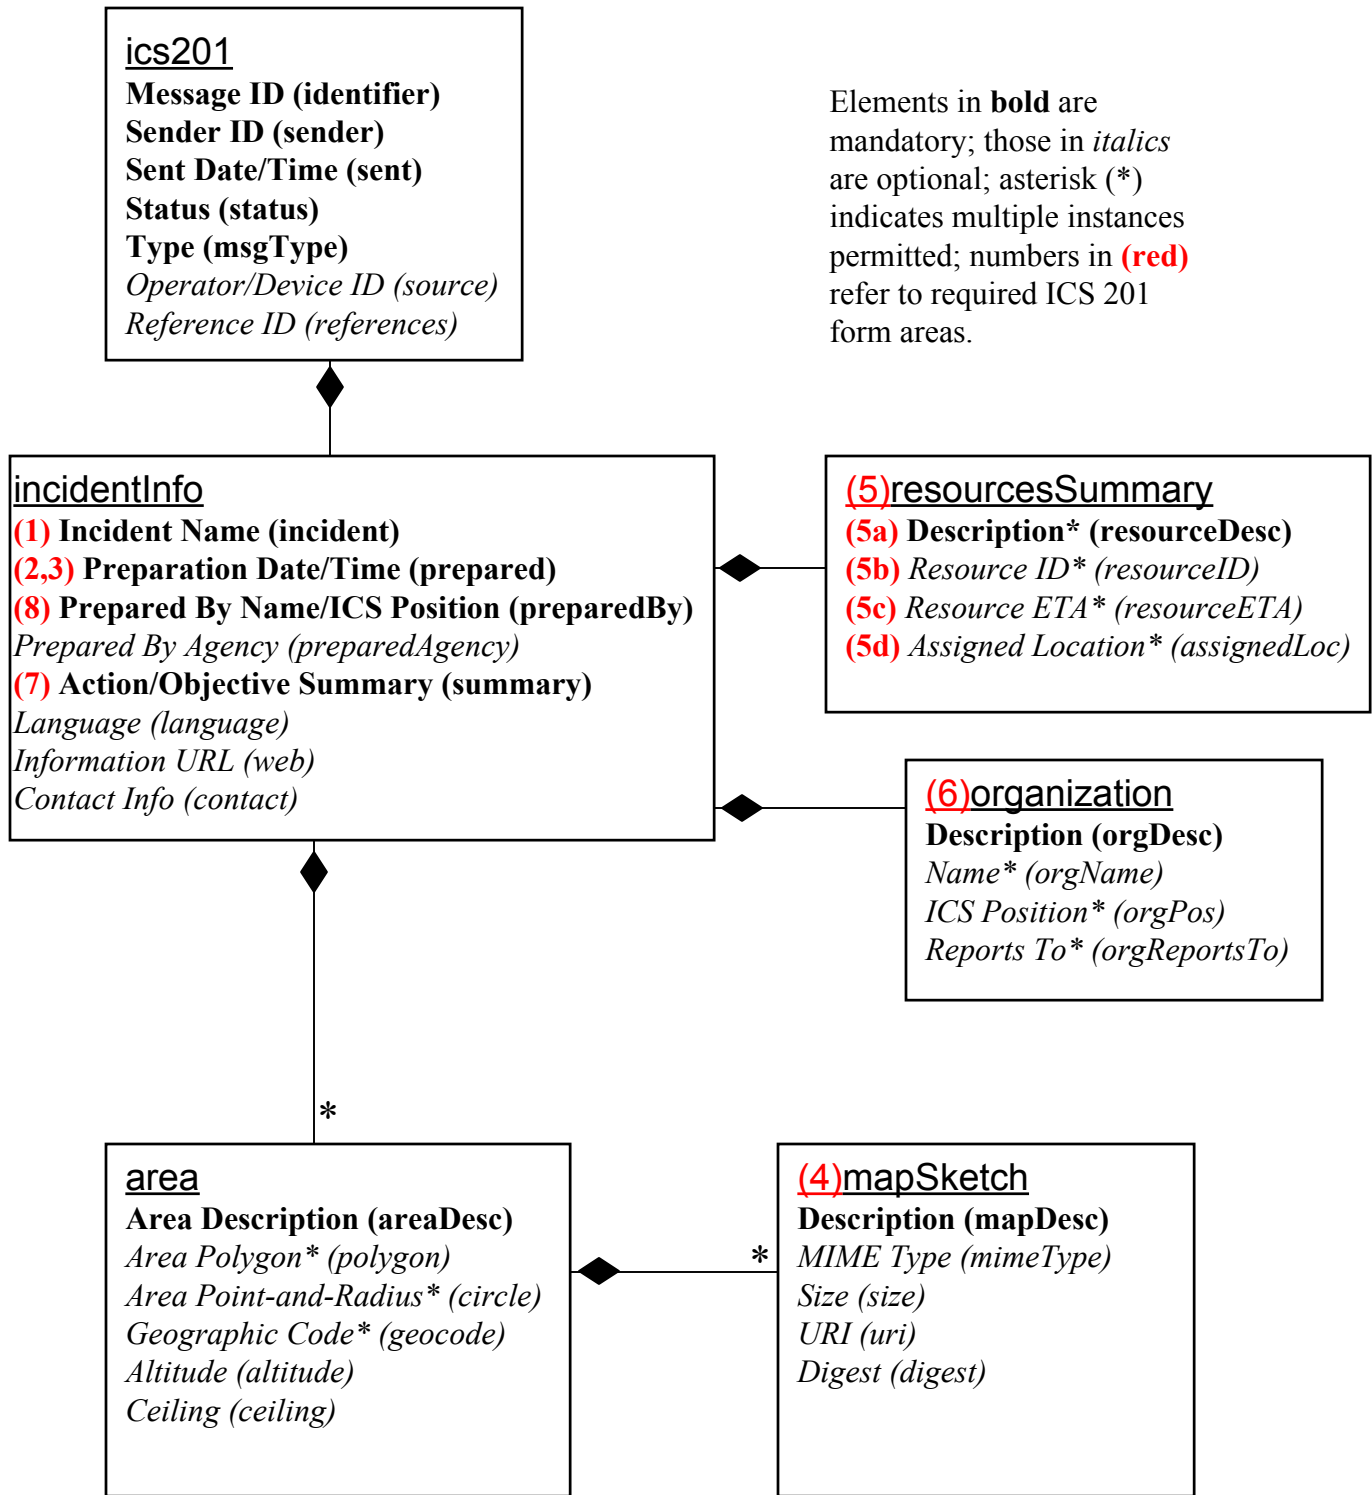 ics201
Message ID (identifier)
Sender ID (sender)
Sent Date/Time (sent)
Status (status)
Type (msgType)
Operator/Device ID (source)
Reference ID (references)
Elements in bold are
mandatory; those in italics
are optional; asterisk (*)
indicates multiple instances
permitted; numbers in (red)
refer to required ICS 201
form areas.
incidentInfo
(1) Incident Name (incident)
(2,3) Preparation Date/Time (prepared)
(8) Prepared By Name/ICS Position (preparedBy)
Prepared By Agency (preparedAgency)
(7) Action/Objective Summary (summary)
Language (language)
Information URL (web)
Contact Info (contact)
(5)resourcesSummary
(5a) Description* (resourceDesc)
(5b) Resource ID* (resourceID)
(5c) Resource ETA* (resourceETA)
(5d) Assigned Location* (assignedLoc)
(6)organization
Description (orgDesc)
Name* (orgName)
ICS Position* (orgPos)
Reports To* (orgReportsTo)
*
area
Area Description (areaDesc)
Area Polygon* (polygon)
Area Point-and-Radius* (circle)
Geographic Code* (geocode)
Altitude (altitude)
Ceiling (ceiling)
*
(4)mapSketch
Description (mapDesc)
MIME Type (mimeType)
Size (size)
URI (uri)
Digest (digest)